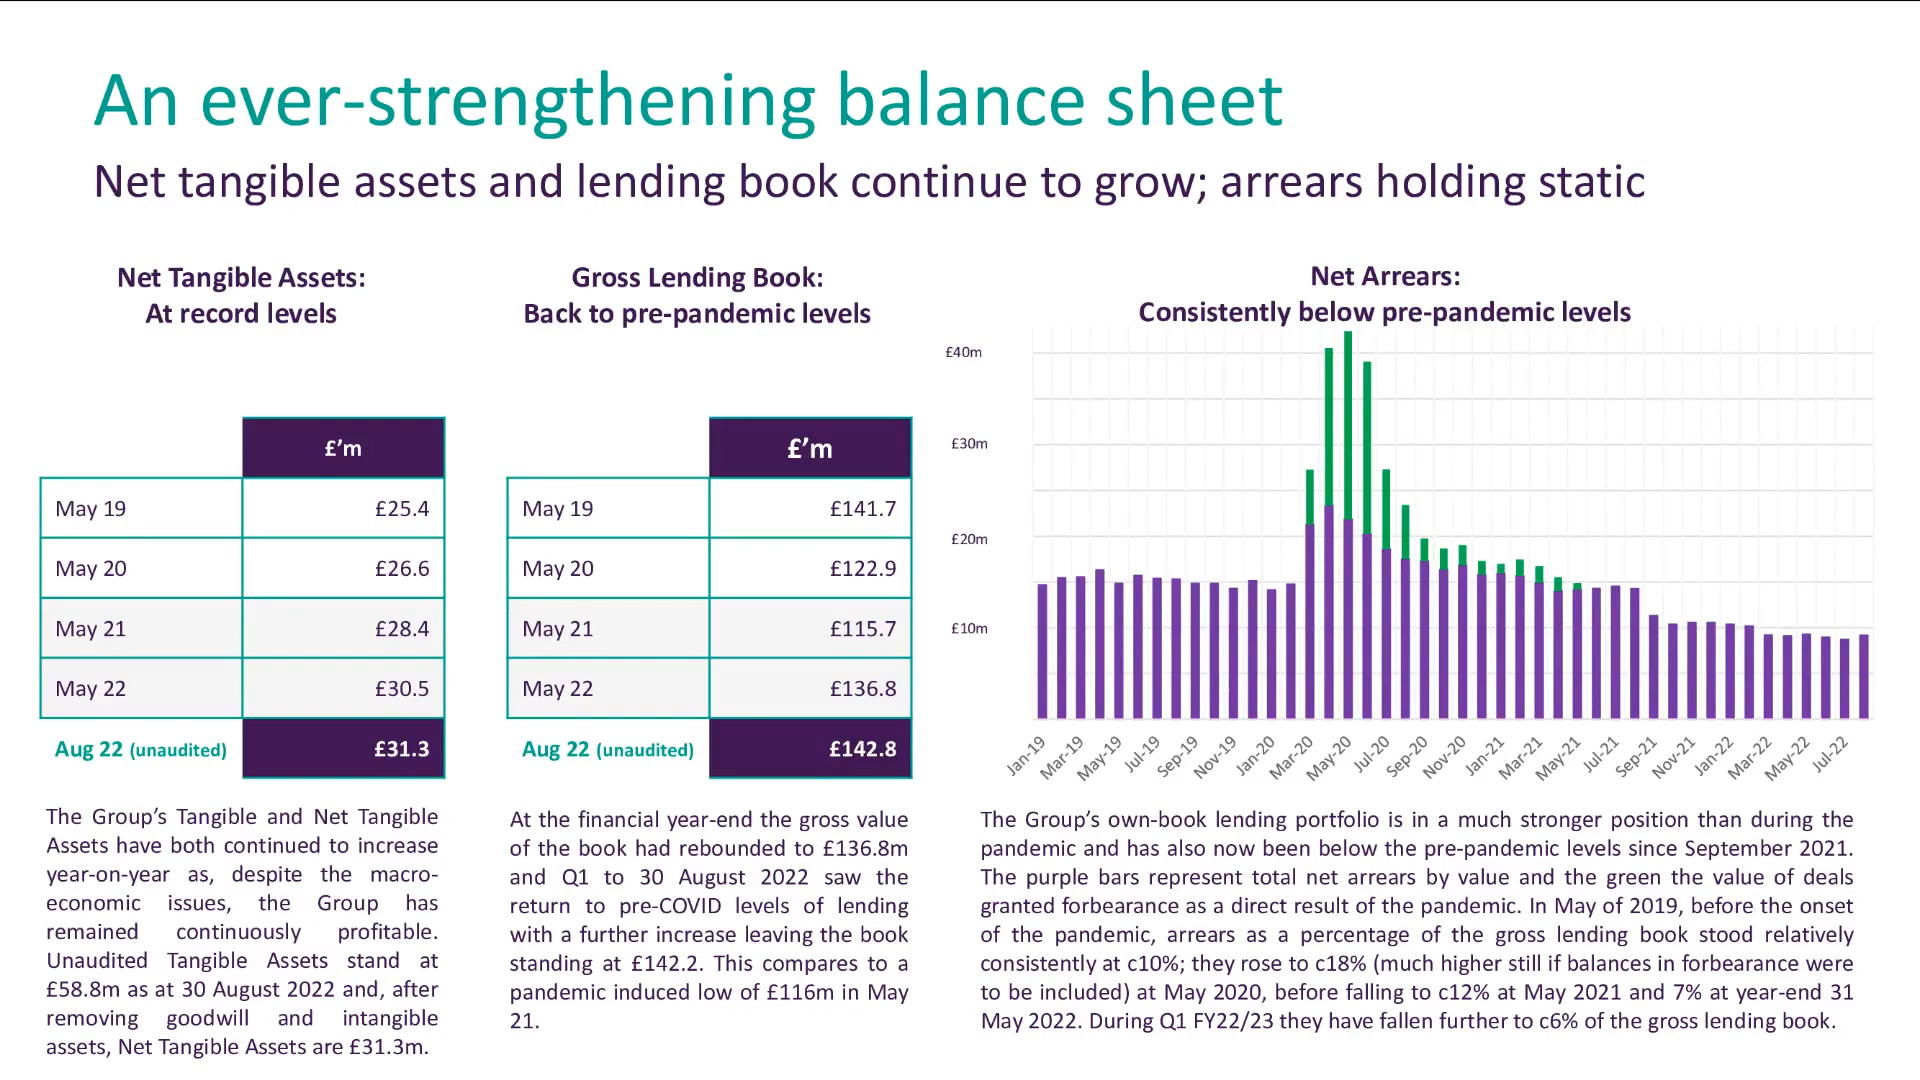 An ever-strengthening balance sheet
Net tangible assets and lending book continue to grow; arrears holding static
Net Tangible Assets:
At record levels
£’m
May 19 £25.4
May 20 £26.6
May 21 £28.4
May 22 £30.5
Aug 22 (unaudited) £31.3
The Group’s Tangible and Net Tangible
Assets have both continued to increase
year-on-year as, despite the macro-
economic issues, the Group has
remained continuously profitable.
Unaudited Tangible Assets stand at
£58.8m as at 30 August 2022 and, after
removing goodwill and intangible
assets, Net Tangible Assets are £31.3m.
Gross Lending Book:
Back to pre-pandemic levels
£’m
May 19 £141.7
May 20 £122.9
May 21 £115.7
May 22 £136.8
Aug 22 (unaudited) £142.8
At the financial year-end the gross value
of the book had rebounded to £136.8m
and Q1 to 30 August 2022 saw the
return to pre-COVID levels of lending
with a further increase leaving the book
standing at £142.2. This compares to a
pandemic induced low of £116m in May
21.
Net Arrears:
Consistently below pre-pandemic levels
£40m
£30m
£20m
£10m
Jan-19 Mar-19 May-19 Jul-19 Sep-19 Nov-19 Jan-20 Mar-20 May-20 Jul-20 Sep-20 Nov-20 Jan-21 Mar-21 May-21 Jul-21 Sep-21 Nov-21 Jan-22 Mar-22 May-22 Jul-22
The Group’s own-book lending portfolio is in a much stronger position than during the
pandemic and has also now been below the pre-pandemic levels since September 2021.
The purple bars represent total net arrears by value and the green the value of deals
granted forbearance as a direct result of the pandemic. In May of 2019, before the onset
of the pandemic, arrears as a percentage of the gross lending book stood relatively
consistently at c10%; they rose to c18% (much higher still if balances in forbearance were
to be included) at May 2020, before falling to c12% at May 2021 and 7% at year-end 31
May 2022. During Q1 FY22/23 they have fallen further to c6% of the gross lending book.